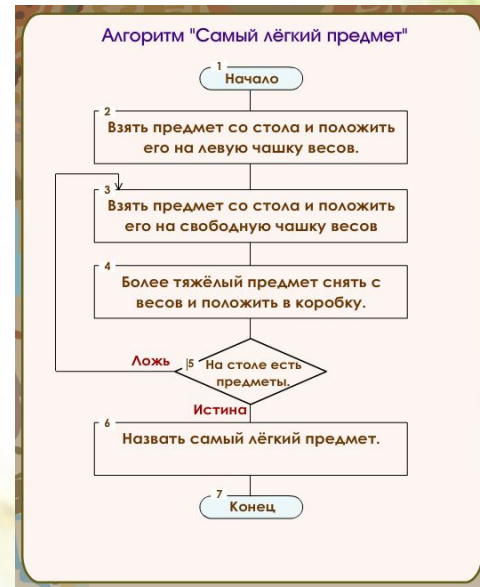 Алгоритм "Самый лёгкий предмет"
1
Начало
2
Взять предмет со стола и положить
его на левую чашку весов.
3
Взять предмет со стола и положить
его на свободную чашку весов
4
Более тяжёлый предмет снять с
весов и положить в коробку.
Ложь
5
На столе есть
предметы.
Истина
6
Назвать самый лёгкий предмет.
7
Конец